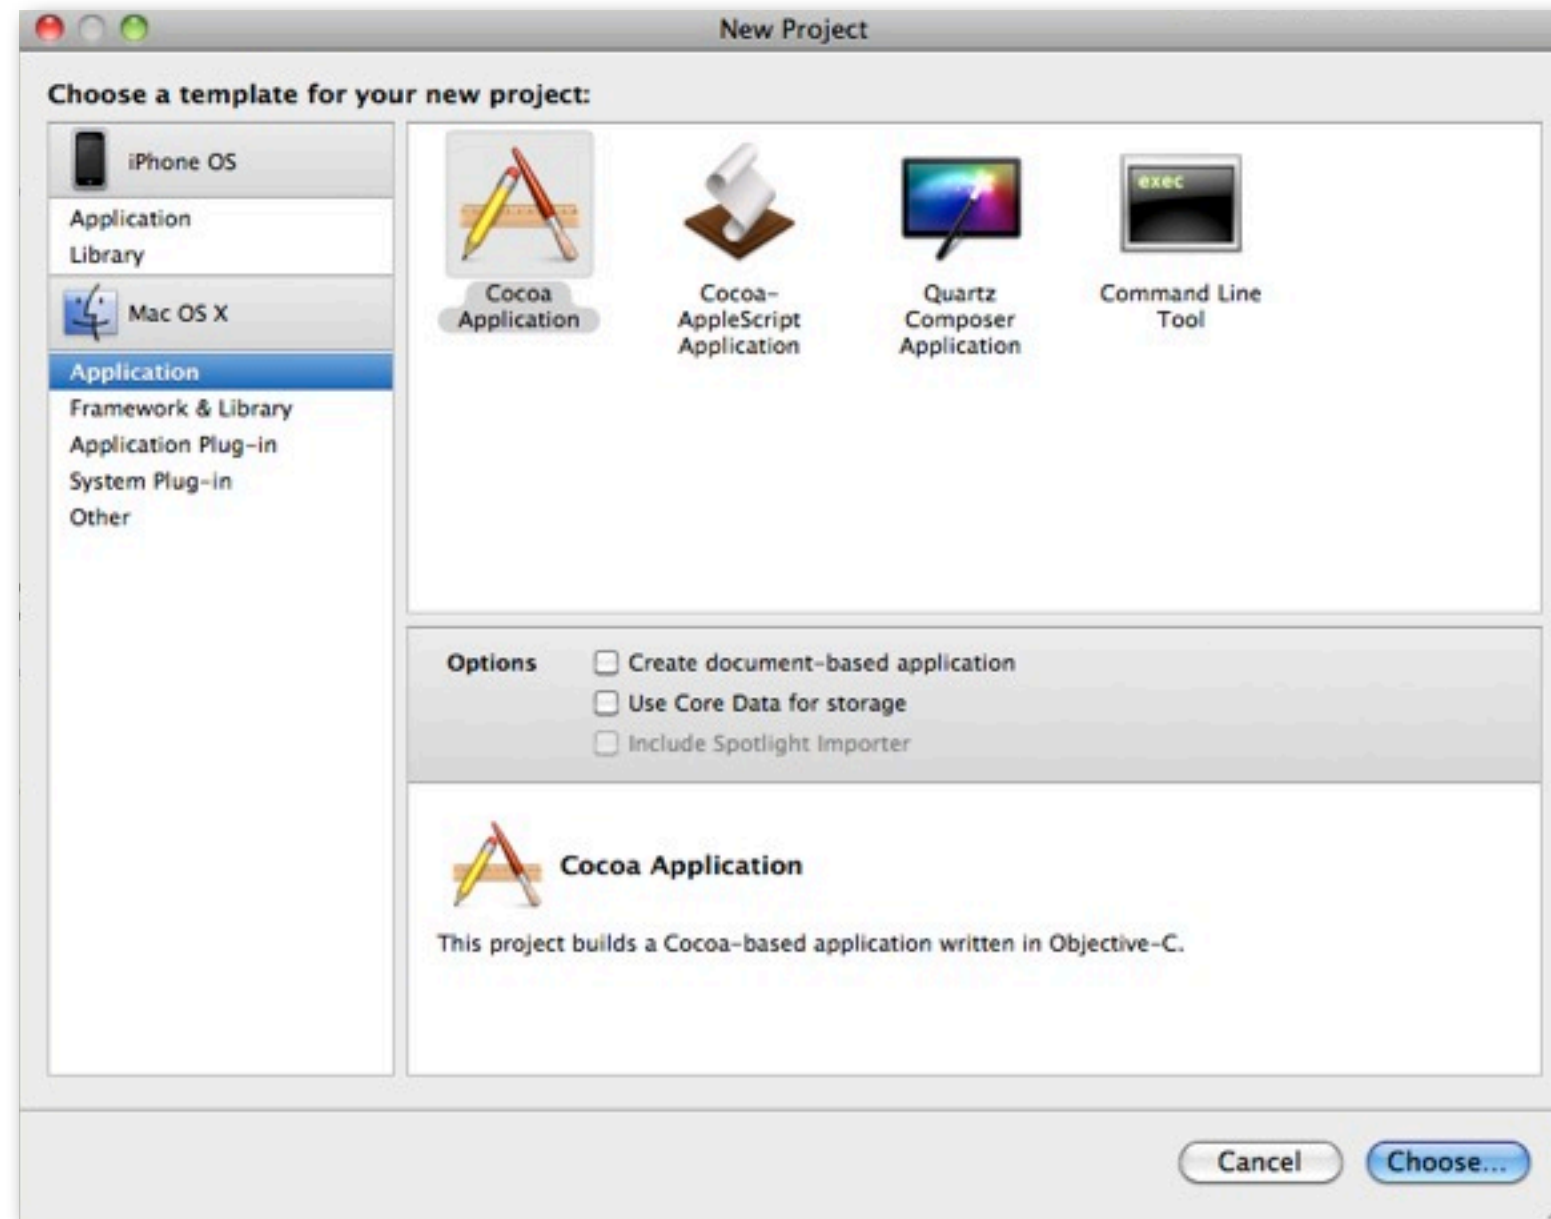 New Project
Choose a template for your new project:
iPhone OS
Application
Library
Mac OS X
Application
Framework & Library
Application Plug-in
System Plug-in
Other
Cocoa
Application
Cocoa-
AppleScript
Application
Quartz
Composer
Application
exec
Command Line
Tool
Options
Create document-based application
Use Core Data for storage
Include Spotlight Importer
Cocoa Application
This project builds a Cocoa-based application written in Objective-C.
Cancel
Choose...